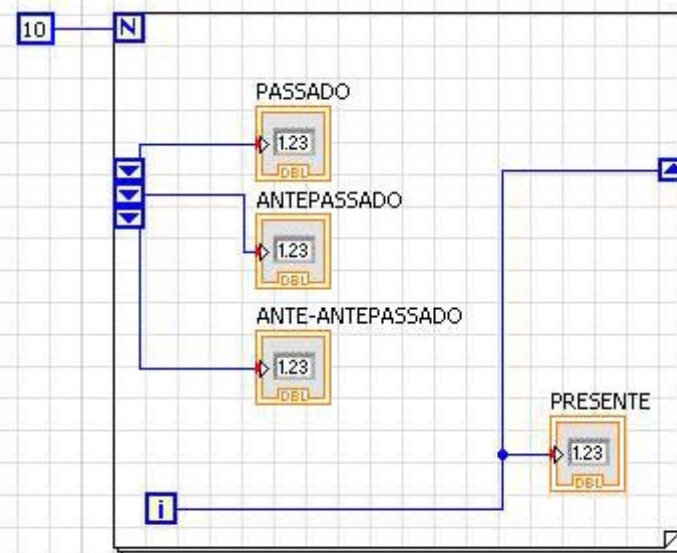 10
N
PASSADO
1.23
DBL
ANTEPASSADO
1.23
DBL
ANTE-ANTEPASSADO
1.23
DBL
PRESENTE
1.23
DBL
i